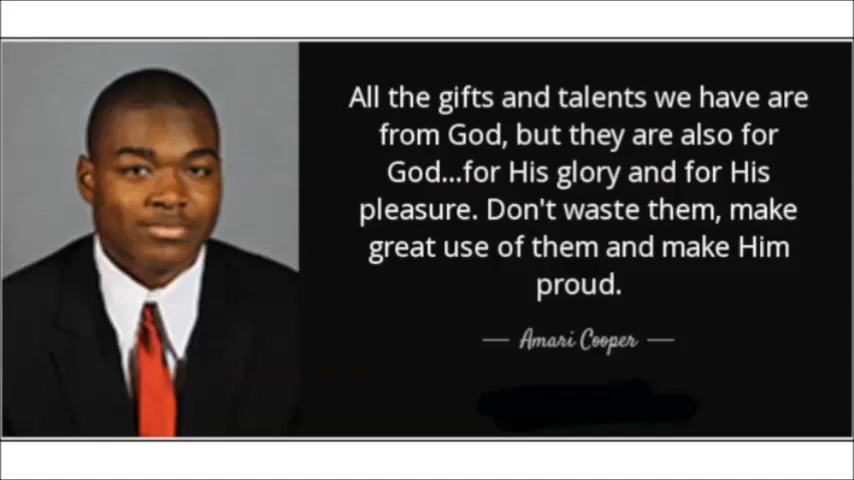 All the gifts and talents we have are
from God, but they are also for
God...for His glory and for His
pleasure. Don't waste them, make
great use of them and make Him
proud.
— Amari Cooper —